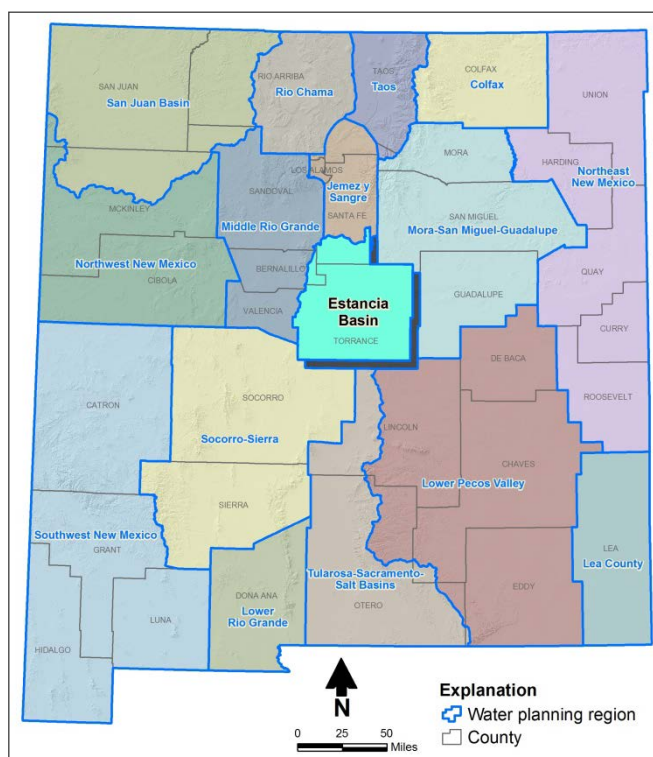 SAN JUAN
San Juan Basin
RIO ARRIBA
Rio Chama
TAOS
Taos
COLFAX
Colfax
UNION
MORA
HARDING
Northeast
New Mexico
LOS ALAMOS
Jemez y
Sangre
SANTA FE
SANDOVAL
Middle Rio Grande
MCKINLEY
SAN MIGUEL
Mora-San Miguel-Guadalupe
Northwest New Mexico
CIBOLA
BERNALILLO
VALENCIA
Estancia
Basin
TORRANCE
GUADALUPE
QUAY
CURRY
DE BACA
ROOSEVELT
CATRON
SOCORRO
Socorro-Sierra
LINCOLN
CHAVES
Lower Pecos Valley
SIERRA
Southwest New Mexico
GRANT
LEA
Lea County
Tularosa-Sacramento-
Salt Basins
OTERO
EDDY
DONA ANA
Lower
Rio Grande
LUNA
HIDALGO
N
0 25 50
Miles
Explanation
Water planning region
County